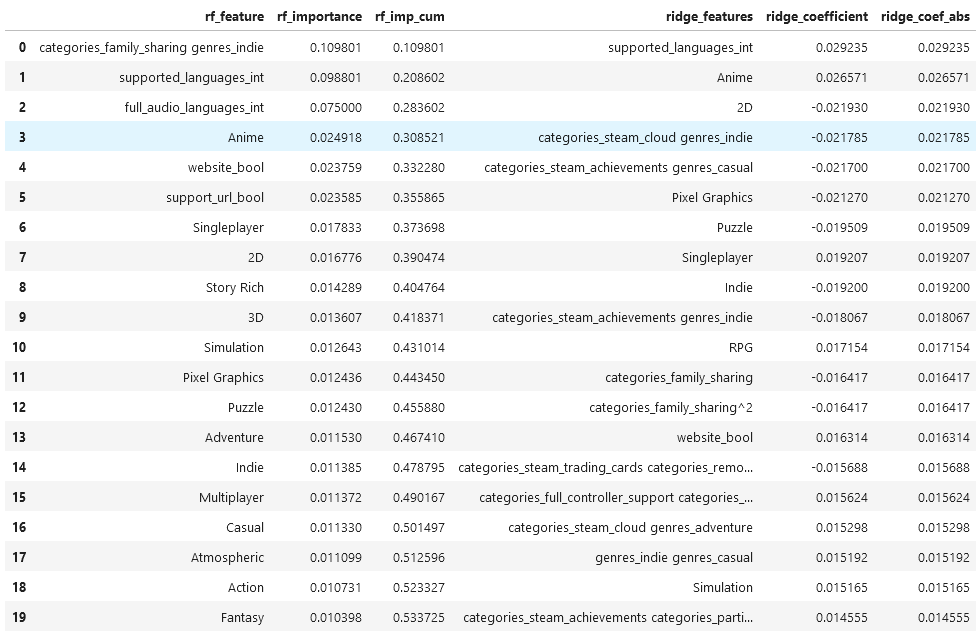 rf_feature rf_importance rf_imp_cum ridge_features ridge_coefficient ridge_coef_abs
0 categories_family_sharing genres_indie 0.109801 0.109801 supported_languages_int 0.029235 0.029235
1 supported_languages_int 0.098801 0.208602 Anime 0.026571 0.026571
2 full_audio_languages_int 0.075000 0.283602 2D -0.021930 0.021930
3 Anime 0.024918 0.308521 categories_steam_cloud genres_indie -0.021785 0.021785
4 website_bool 0.023759 0.332280 categories_steam_achievements genres_casual -0.021700 0.021700
5 support_url_bool 0.023585 0.355865 Pixel Graphics -0.021270 0.021270
6 Singleplayer 0.017833 0.373698 Puzzle -0.019509 0.019509
7 2D 0.016776 0.390474 Singleplayer 0.019207 0.019207
8 Story Rich 0.014289 0.404764 Indie -0.019200 0.019200
9 3D 0.013607 0.418371 categories_steam_achievements genres_indie -0.018067 0.018067
10 Simulation 0.012643 0.431014 RPG 0.017154 0.017154
11 Pixel Graphics 0.012436 0.443450 categories_family_sharing -0.016417 0.016417
12 Puzzle 0.012430 0.455880 categories_family_sharing^2 -0.016417 0.016417
13 Adventure 0.011530 0.467410 website_bool 0.016314 0.016314
14 Indie 0.011385 0.478795 categories_steam_trading_cards categories_remo... -0.015688 0.015688
15 Multiplayer 0.011372 0.490167 categories_full_controller_support categories_... 0.015624 0.015624
16 Casual 0.011330 0.501497 categories_steam_cloud genres_adventure 0.015298 0.015298
17 Atmospheric 0.011099 0.512596 genres_indie genres_casual 0.015192 0.015192
18 Action 0.010731 0.523327 Simulation 0.015165 0.015165
19 Fantasy 0.010398 0.533725 categories_steam_achievements categories_parti... 0.014555 0.014555